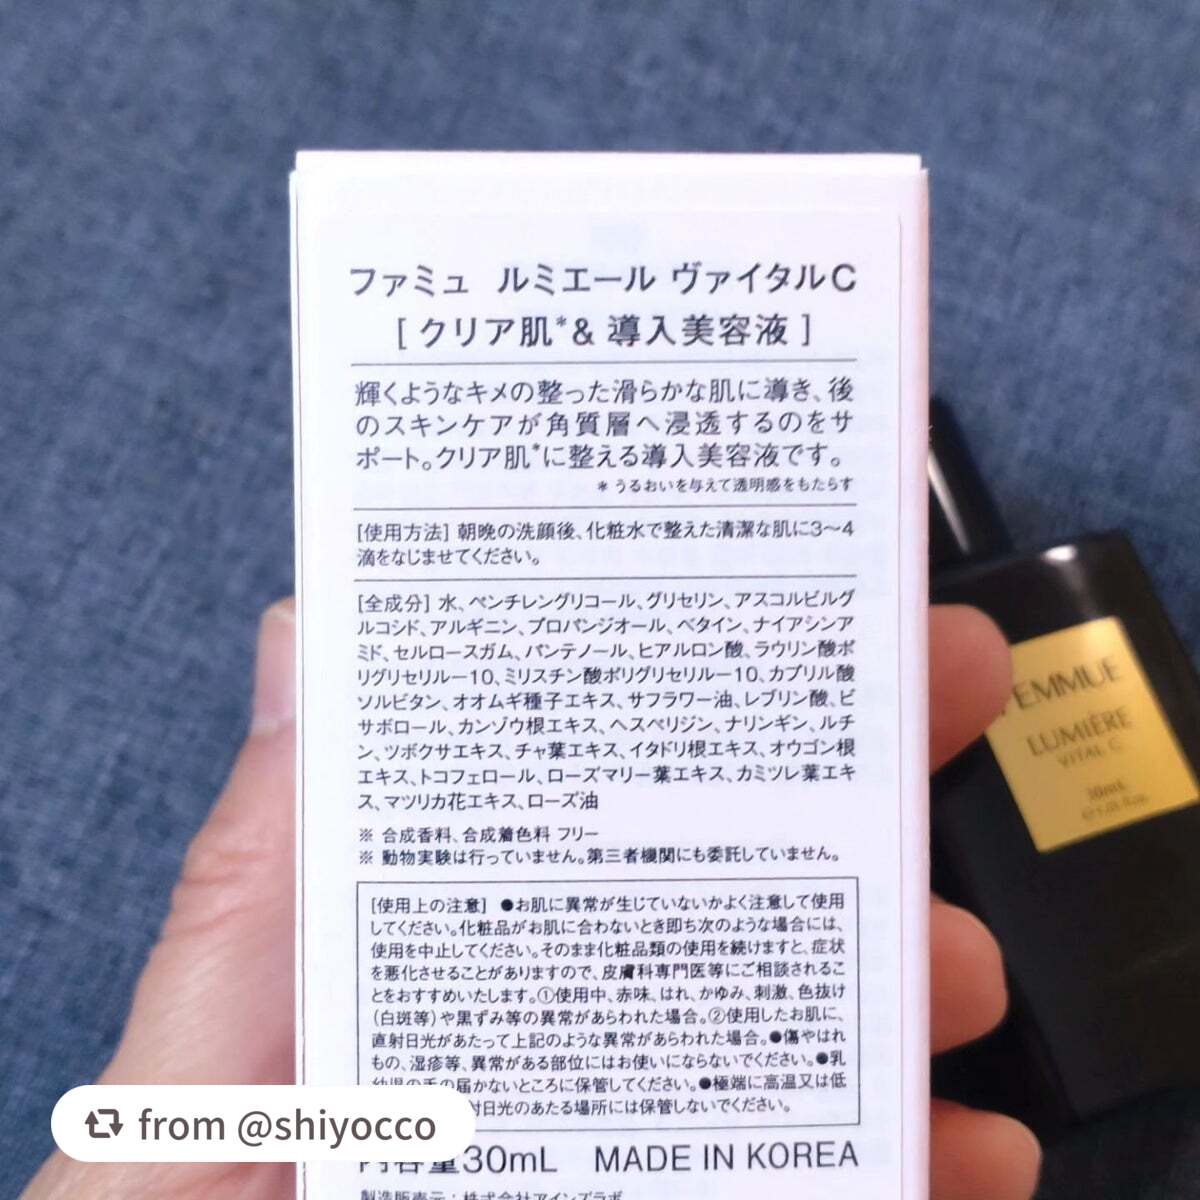 ファミュ ルミエール ヴァイタルC
[ クリア肌*& 導入美容液 ]
輝くようなキメの整った滑らかな肌に導き、後
のスキンケアが角質層へ浸透するのをサ
ポート。クリア肌*に整える導入美容液です。
* うるおいを与えて透明感をもたらす
[使用方法] 朝晩の洗顔後、化粧水で整えた清潔な肌に3〜4
滴をなじませてください。
[全成分] 水、ペンチレングリコール、グリセリン、アスコルビルグ
ルコシド、アルギニン、プロパンジオール、ベタイン、ナイアシンア
ミド、セルロースガム、パンテノール、ヒアルロン酸、ラウリン酸ポ
リグリセリル－10、ミリスチン酸ポリグリセリル－10、カプリル酸
ソルビタン、オオムギ種子エキス、サフラワー油、レブリン酸、ビ
サボロール、カンゾウ根エキス、ヘスペリジン、ナリンギン、ルチ
ン、ツボクサエキス、チャ葉エキス、イタドリ根エキス、オウゴン根
エキス、トコフェロール、ローズマリー葉エキス、カミツレ葉エキ
ス、マツリカ花エキス、ローズ油
※ 合成香料、合成着色料 フリー
※ 動物実験は行っていません。第三者機関にも委託していません。
[使用上の注意] ●お肌に異常が生じていないかよく注意して使用
してください。化粧品がお肌に合わないとき即ち次のような場合には、
使用を中止してください。そのまま化粧品類の使用を続けますと、症状
を悪化させることがありますので、皮膚科専門医等にご相談されるこ
とをおすすめいたします。①使用中、赤味、はれ、かゆみ、刺激、色抜け
(白斑等)や黒ずみ等の異常があらわれた場合。②使用したお肌に、
直射日光があたって上記のような異常があらわれた場合。●傷やはれ
もの、湿疹等、異常がある部位にはお使いにならないでください。●乳
幼児の手の届かないところに保管してください。●極端に高温又は低
射日光のあたる場所には保管しないでください。
内容量30mL MADE IN KOREA
製造販売元：株式会社アインズラボ
FEMMUE
LUMIÈRE
VITAL C
30mL
from @shiyocco